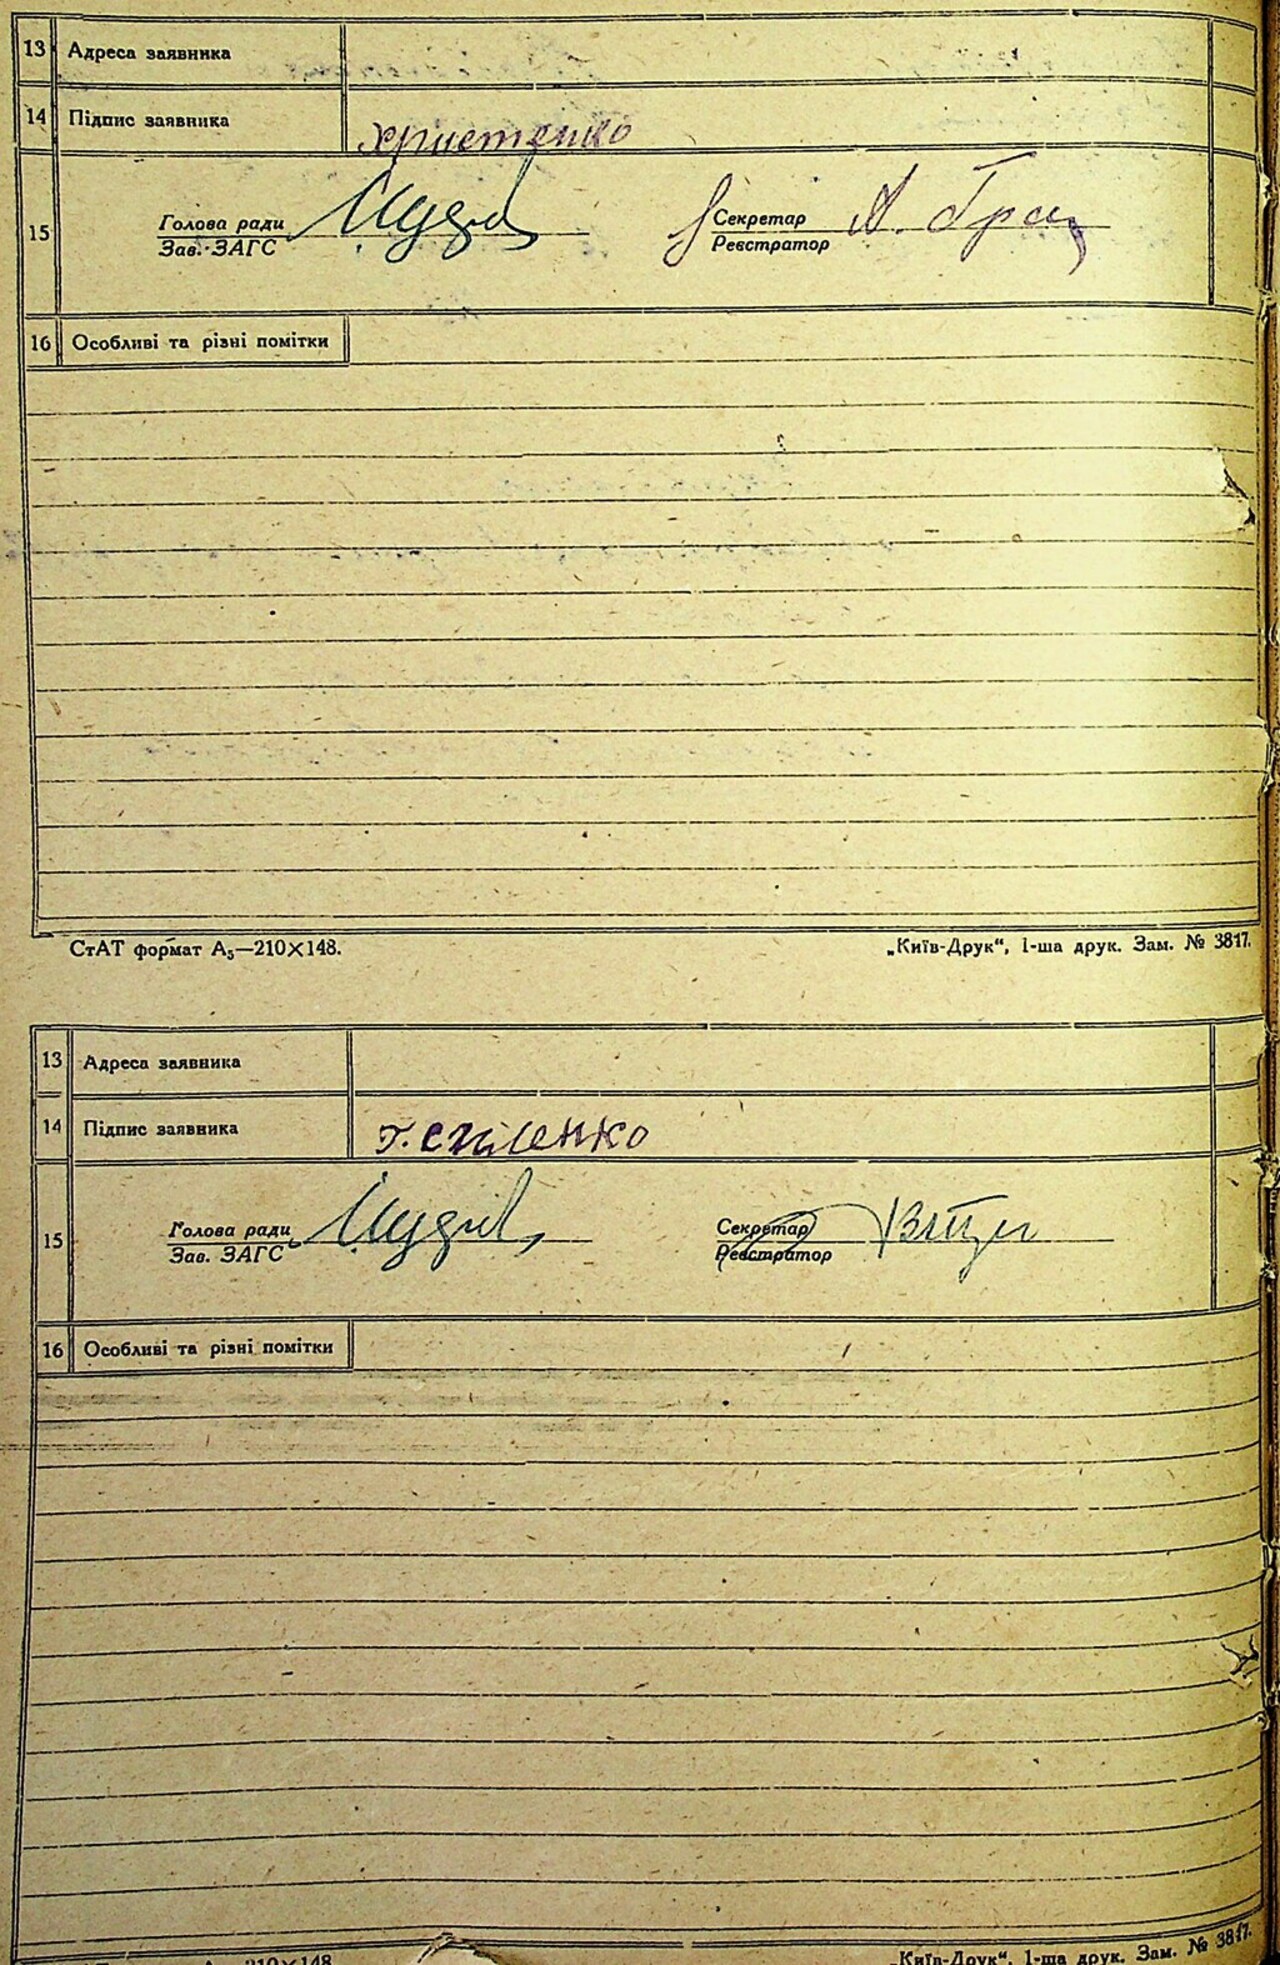 13 Адреса заявника
14 Підпис заявника Христенко
15 Голова ради Секретар
Зав. ЗАГС Реєстратор
16 Особливі та різні помітки
СтАТ формат А₅—210×148. „Київ-Друк“, 1-ша друк. Зам. № 3817.
13 Адреса заявника
14 Підпис заявника
15 Голова ради Секретар
Зав. ЗАГС Реєстратор
16 Особливі та різні помітки
210×148 „Київ-Друк“, 1-ша друк. Зам. № 3817.